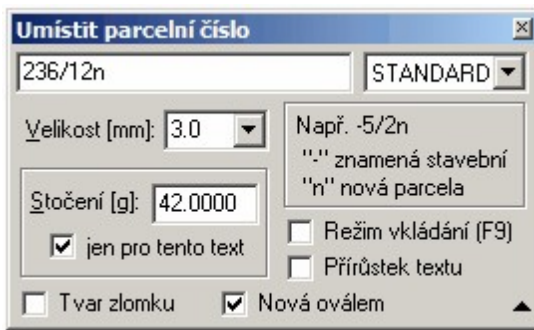 Umístit parcelní číslo
236/12n STANDARD
Velikost [mm]: 3.0
Např. -5/2n
"-" znamená stavební
"n" nová parcela
Stočení [g]: 42.0000
jen pro tento text
Režim vkládání (F9)
Přírůstek textu
Tvar zlomku Nová oválem